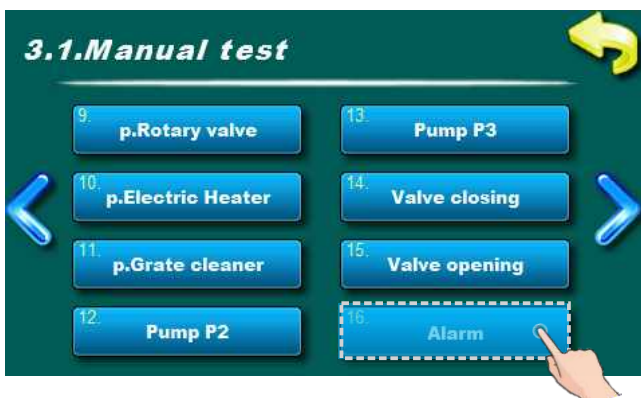 3.1.Manual test
9. p.Rotary valve
10. p.Electric Heater
11. p.Grate cleaner
12. Pump P2
13. Pump P3
14. Valve closing
15. Valve opening
16. Alarm